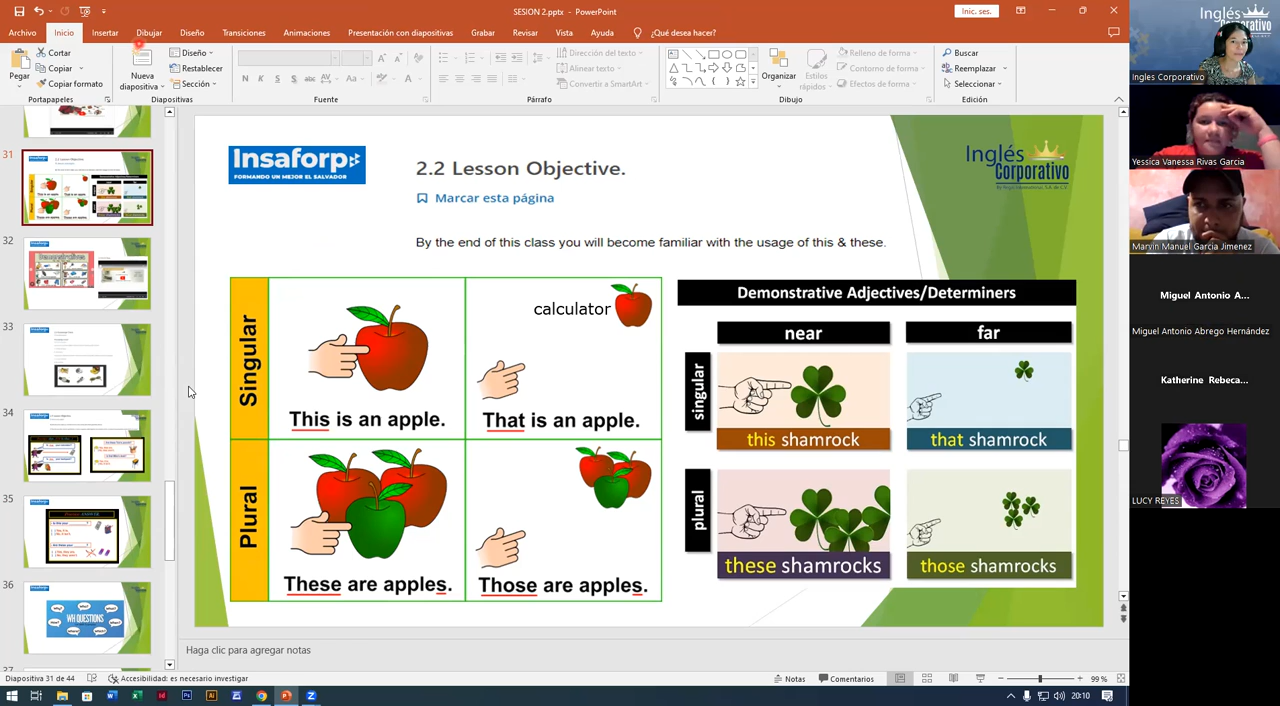 SESION 2.pptx - PowerPoint
Inic. ses.
Archivo Inicio Insertar Dibujar Diseño Transiciones Animaciones Presentación con diapositivas Grabar Revisar Vista Ayuda ¿Qué desea hacer?
Pegar
Cortar
Copiar
Copiar formato
Portapapeles
Nueva
diapositiva
Diseño
Restablecer
Sección
Diapositivas
N K S S abc AV Aa A
Fuente
Dirección del texto
Alinear texto
Convertir a SmartArt
Párrafo
Organizar
Estilos
rápidos
Relleno de forma
Contorno de forma
Efectos de forma
Dibujo
Buscar
Reemplazar
Seleccionar
Edición
31
32
33
34
35
36
WH QUESTIONS
Insaforp
FORMANDO UN MEJOR EL SALVADOR
2.2 Lesson Objective.
Marcar esta página
Inglés
Corporativo
By the end of this class you will become familiar with the usage of this & these.
Singular
This is an apple.
calculator
That is an apple.
Plural
These are apples.
Those are apples.
Demonstrative Adjectives/Determiners
near far
singular
this shamrock
that shamrock
plural
these shamrocks
those shamrocks
Haga clic para agregar notas
Diapositiva 31 de 44
Accesibilidad: es necesario investigar
Notas
Comentarios
99 %
20:10
Inglés
Corporativo
Ingles Corporativo
Yessica Vanessa Rivas Garcia
Marvin Manuel Garcia Jimenez
Miguel Antonio A...
Miguel Antonio Abrego Hernández
Katherine Rebeca...
LUCY REYES